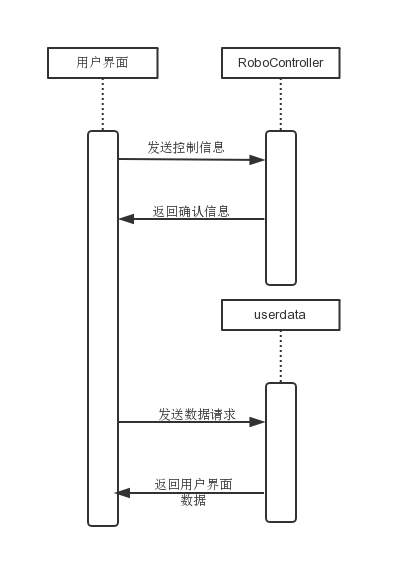 用户界面
RoboController
发送控制信息
返回确认信息
userdata
发送数据请求
返回用户界面
数据